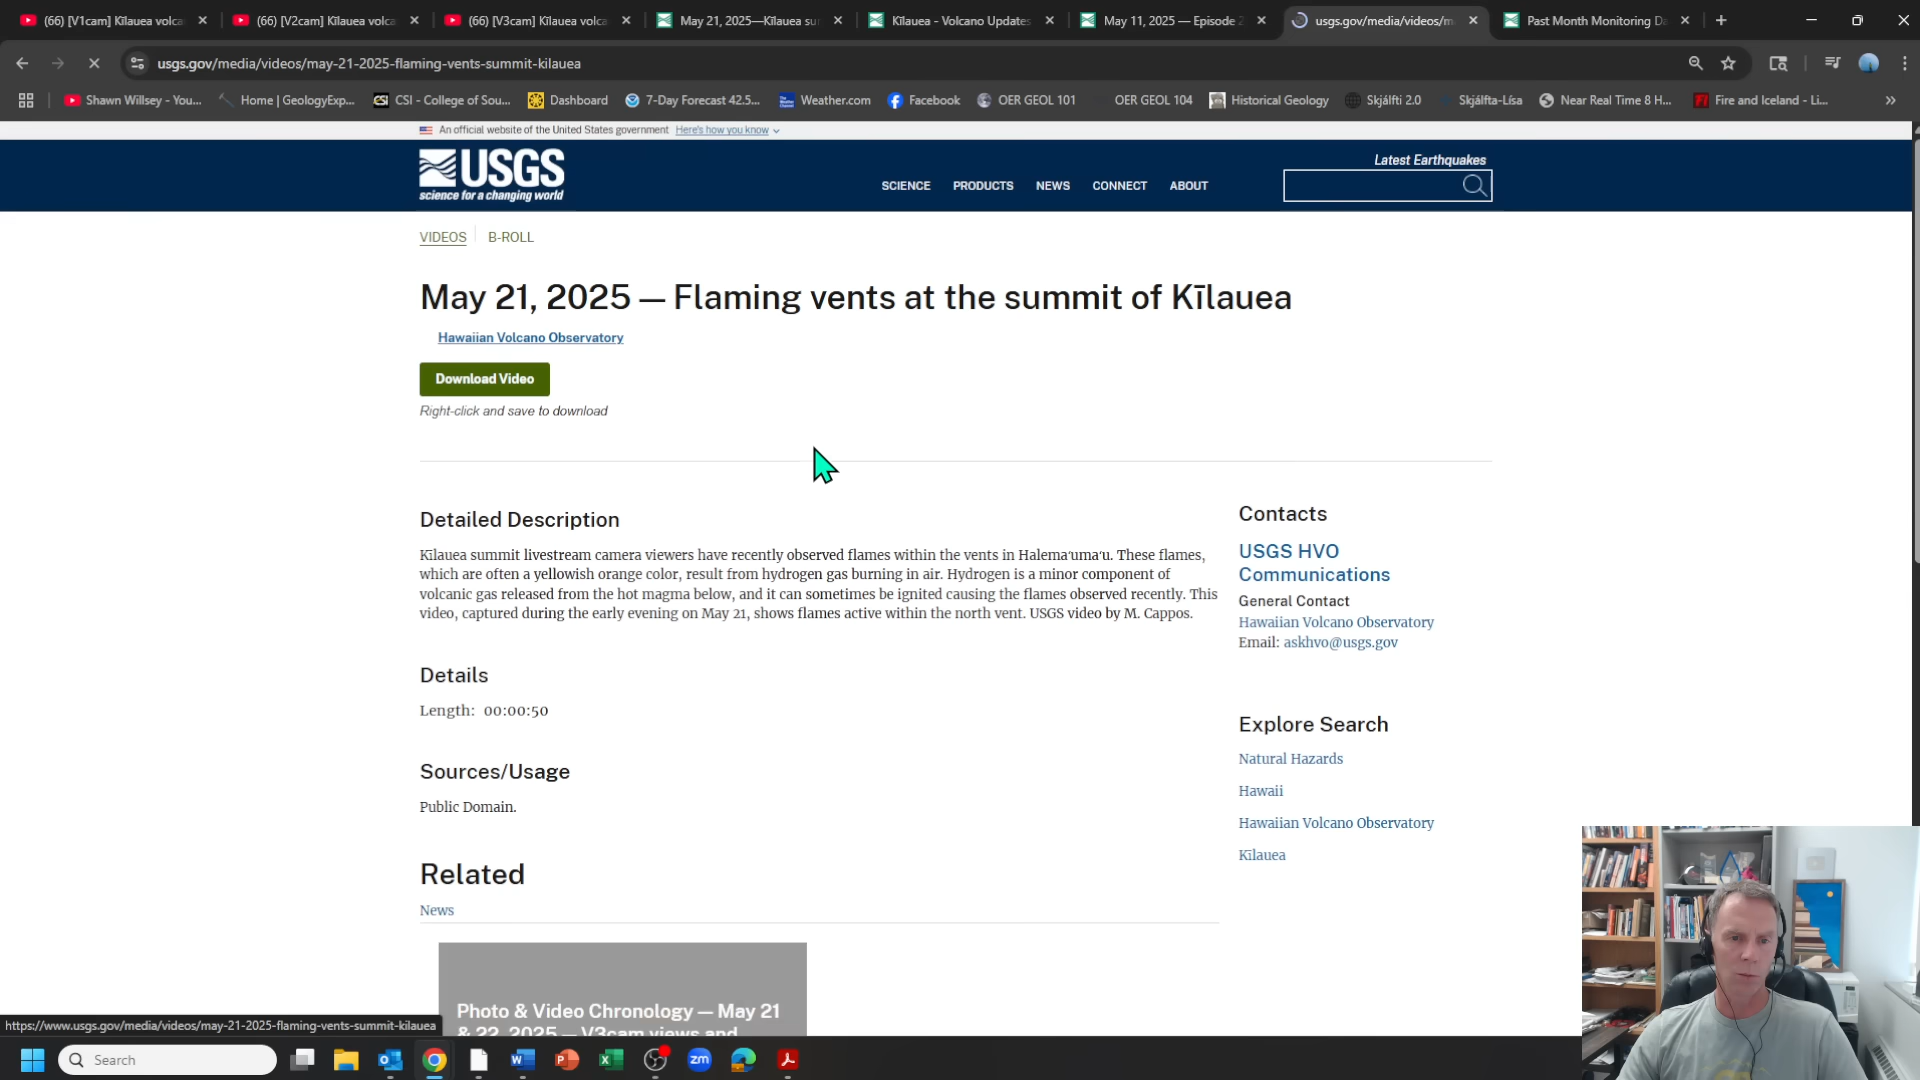 (66) [V1cam] Kīlauea volca
(66) [V2cam] Kīlauea volca
(66) [V3cam] Kīlauea volca
May 21, 2025—Kīlauea su
Kīlauea - Volcano Updates
May 11, 2025 — Episode 2
usgs.gov/media/videos/m
Past Month Monitoring Da
usgs.gov/media/videos/may-21-2025-flaming-vents-summit-kilauea
Shawn Willsey - You...
Home | GeologyExp...
CSI - College of Sou...
Dashboard
7-Day Forecast 42.5...
Weather.com
Facebook
OER GEOL 101
OER GEOL 104
Historical Geology
Skjálfti 2.0
Skjálfta-Lísa
Near Real Time 8 H...
Fire and Iceland - Li...
An official website of the United States government Here's how you know
USGS
science for a changing world
SCIENCE PRODUCTS NEWS CONNECT ABOUT
Latest Earthquakes
VIDEOS B-ROLL
May 21, 2025 — Flaming vents at the summit of Kīlauea
Hawaiian Volcano Observatory
Download Video
Right-click and save to download
Detailed Description
Kīlauea summit livestream camera viewers have recently observed flames within the vents in Halemaʻumaʻu. These flames,
which are often a yellowish orange color, result from hydrogen gas burning in air. Hydrogen is a minor component of
volcanic gas released from the hot magma below, and it can sometimes be ignited causing the flames observed recently. This
video, captured during the early evening on May 21, shows flames active within the north vent. USGS video by M. Cappos.
Details
Length: 00:00:50
Sources/Usage
Public Domain.
Related
News
Photo & Video Chronology — May 21
& 22, 2025 — V3cam views and
Contacts
USGS HVO
Communications
General Contact
Hawaiian Volcano Observatory
Email: askhvo@usgs.gov
Explore Search
Natural Hazards
Hawaii
Hawaiian Volcano Observatory
Kīlauea
https://www.usgs.gov/media/videos/may-21-2025-flaming-vents-summit-kilauea
Search
zm